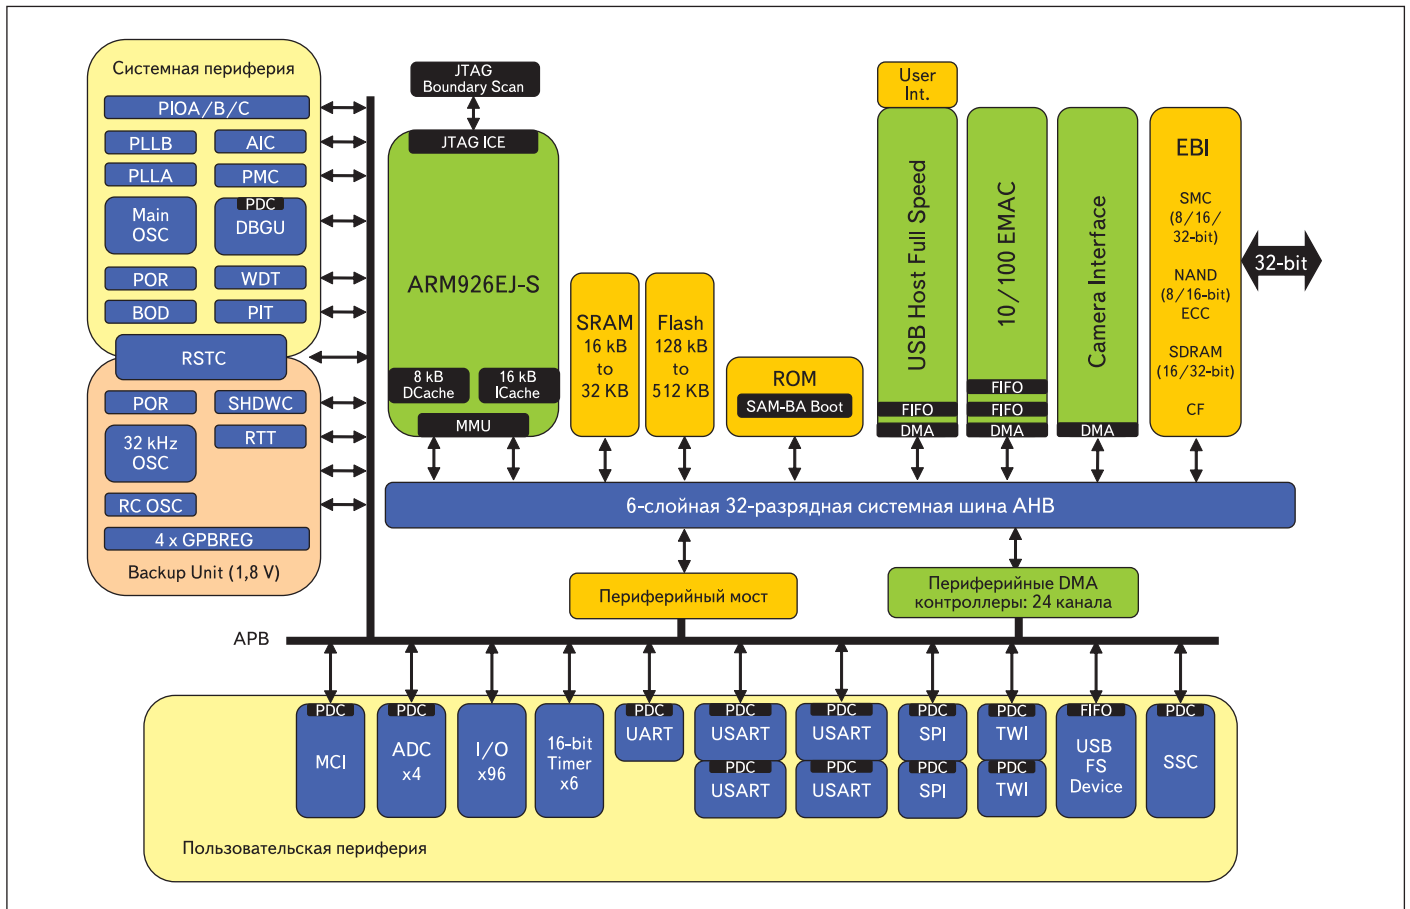 Системная периферия
PIOA/B/C
PLLB
AIC
PLLA
PMC
Main
OSC
PDC
DBGU
POR
WDT
BOD
PIT
RSTC
POR
SHDWC
32 kHz
OSC
RTT
RC OSC
4 x GPBREG
Backup Unit (1,8 V)
JTAG
Boundary Scan
JTAG ICE
ARM926EJ-S
8 kB
DCache
16 kB
ICache
MMU
SRAM
16 kB
to
32 KB
Flash
128 kB
to
512 KB
ROM
SAM-BA Boot
User
Int.
USB Host Full Speed
FIFO
DMA
10/100 EMAC
FIFO
FIFO
DMA
Camera Interface
DMA
EBI
SMC
(8/16/
32-bit)
NAND
(8/16-bit)
ECC
SDRAM
(16/32-bit)
CF
32-bit
6-слойная 32-разрядная системная шина AHB
Периферийный мост
Периферийные DMA
контроллеры: 24 канала
APB
PDC
MCI
PDC
ADC
x4
I/O
x96
16-bit
Timer
x6
PDC
UART
PDC
USART
PDC
USART
PDC
USART
PDC
USART
PDC
SPI
PDC
SPI
PDC
TWI
PDC
TWI
FIFO
USB
FS
Device
PDC
SSC
Пользовательская периферия